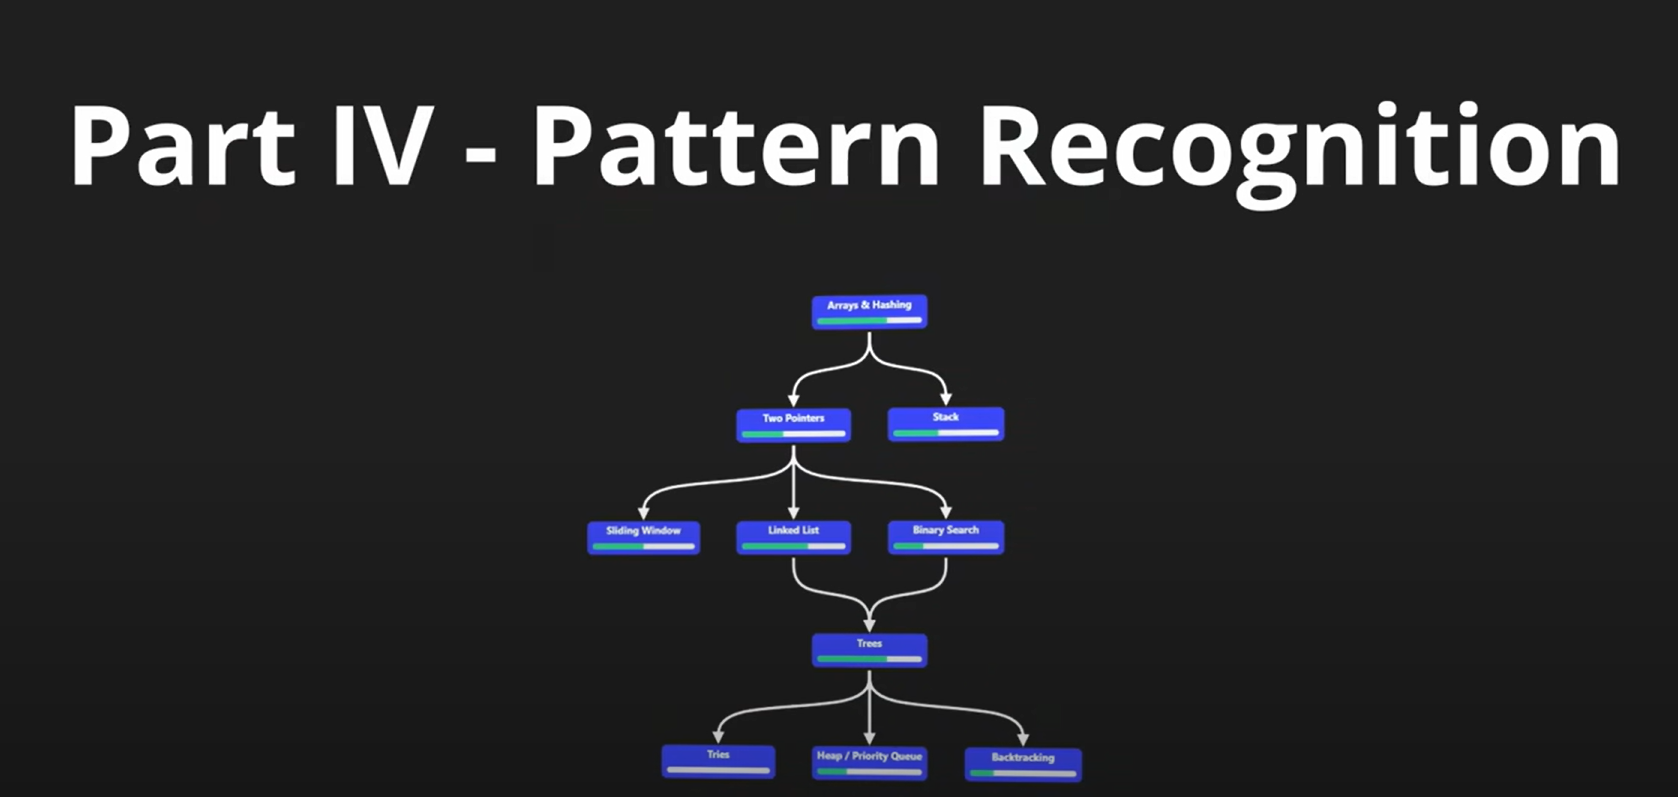 Part IV - Pattern Recognition
Arrays & Hashing
Two Pointers
Stack
Sliding Window
Linked List
Binary Search
Trees
Tries
Heap / Priority Queue
Backtracking